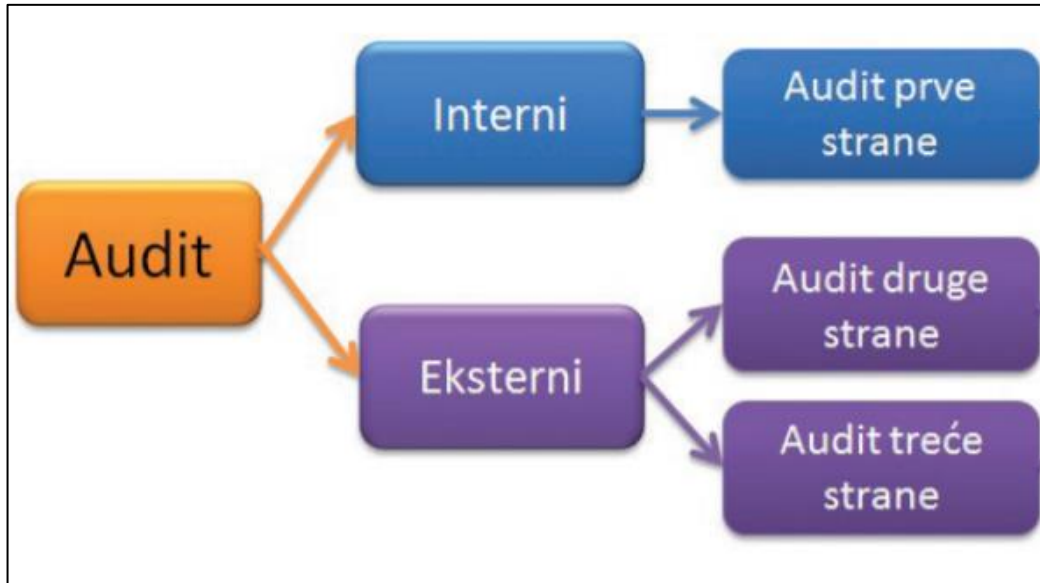 Audit
Interni
Audit prve
strane
Eksterni
Audit druge
strane
Audit treće
strane